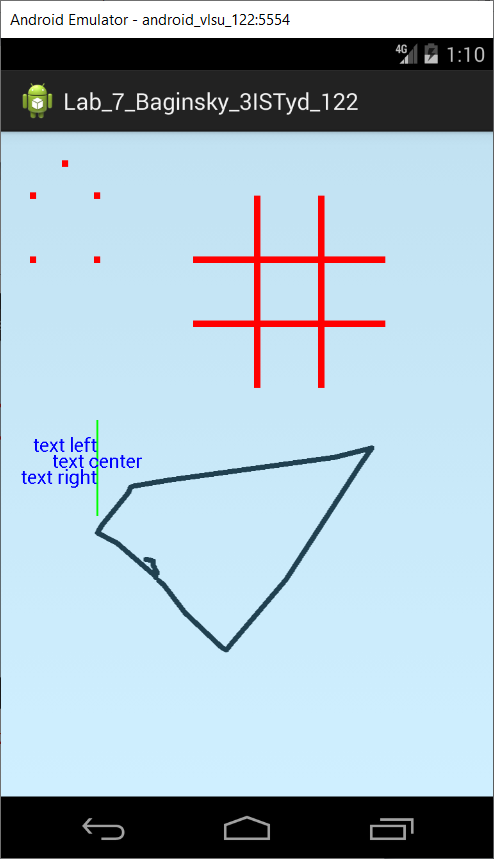 Android Emulator - android_vlsu_122:5554
4G 1:10
Lab_7_Baginsky_3ISTyd_122
text left
text center
text right